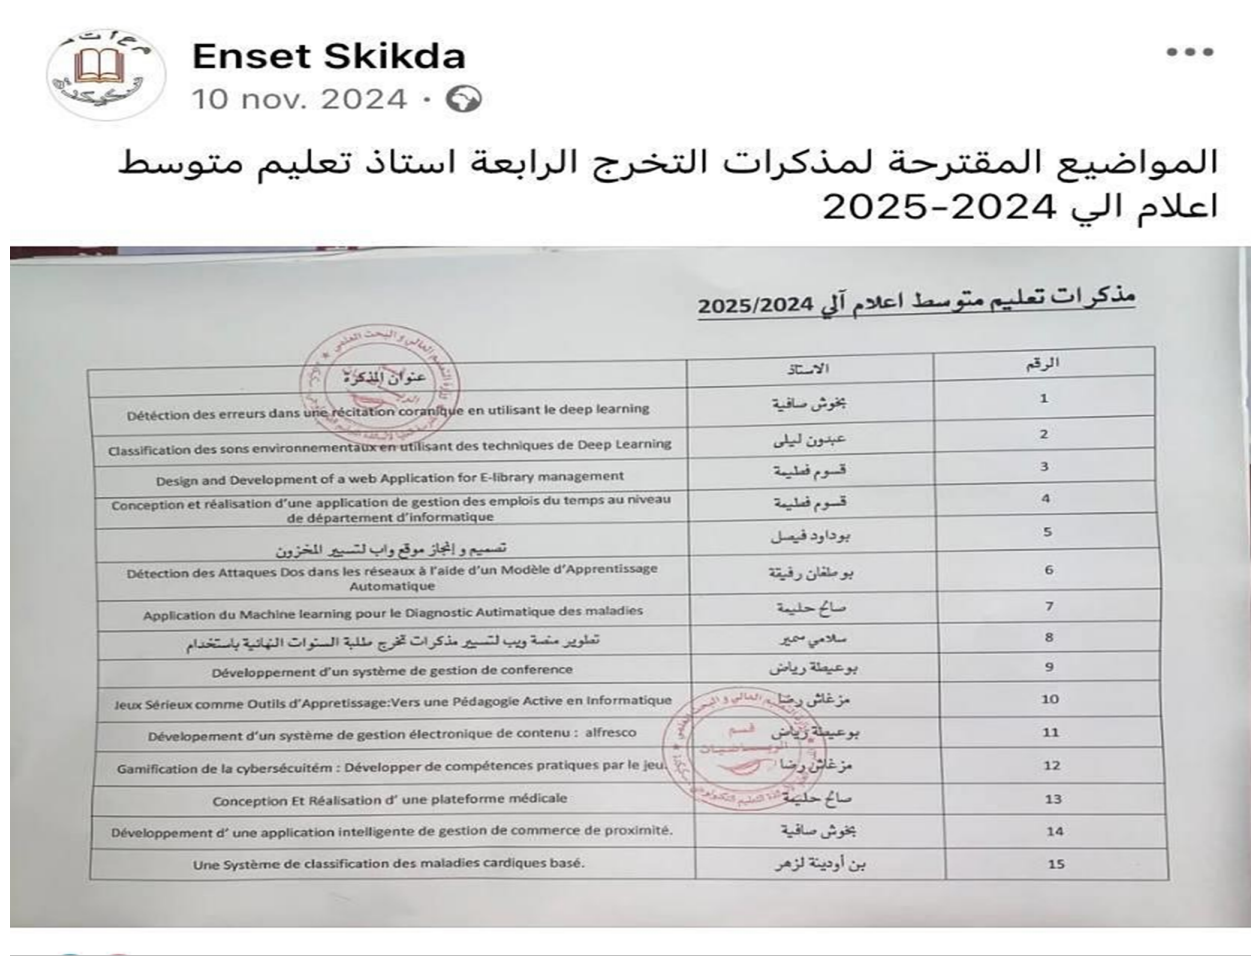 Enset Skikda
10 nov. 2024 ·
المواضيع المقترحة لمذكرات التخرج الرابعة استاذ تعليم متوسط
اعلام الي 2024-2025
مذكرات تعليم متوسط اعلام آلي 2025/2024
الرقم الاستاذ عنوان المذكرة
1 بخوش صافية Détéction des erreurs dans une récitation coranique en utilisant le deep learning
2 عبدون ليلى Classification des sons environnementaux en utilisant des techniques de Deep Learning
3 قسوم فطيمة Design and Development of a web Application for E-library management
4 قسوم فطيمة Conception et réalisation d'une application de gestion des emplois du temps au niveau
de département d'informatique
5 بوداود فيصل تصميم و إنجاز موقع واب لتسيير المخزون
6 بوطلفان رفيقة Détection des Attaques Dos dans les réseaux à l'aide d'un Modèle d'Apprentissage
Automatique
7 صالح حليمة Application du Machine learning pour le Diagnostic Autimatique des maladies
8 سلامي سمير تطوير منصة ويب لتسيير مذكرات تخرج طلبة السنوات النهائية باستخدام
9 بوعيطة رياض Développement d'un système de gestion de conference
10 مزغاش رضا Jeux Sérieux comme Outils d'Appretissage:Vers une Pédagogie Active en Informatique
11 بوعيطة رياض Dévelopement d'un système de gestion électronique de contenu : alfresco
12 مزغاش رضا Gamification de la cybersécuitém : Développer de compétences pratiques par le jeu.
13 صالح حليمة Conception Et Réalisation d' une plateforme médicale
14 بخوش صافية Développement d' une application intelligente de gestion de commerce de proximité.
15 بن أودينة لزهر Une Système de classification des maladies cardiques basé.